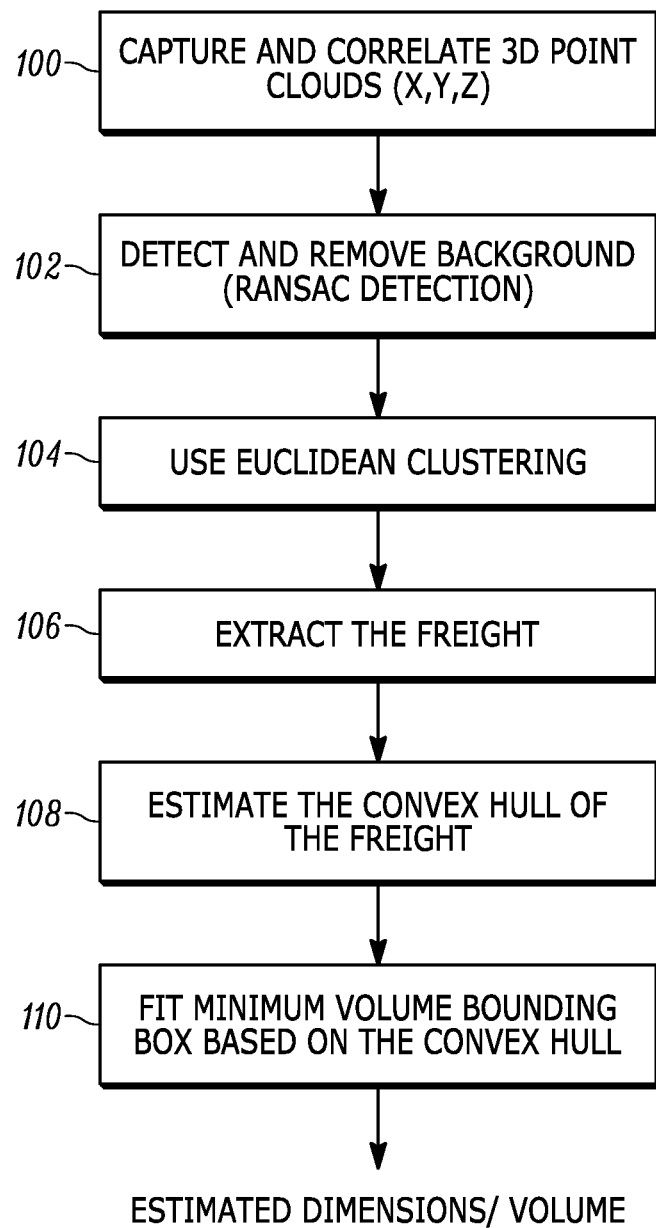 100
CAPTURE AND CORRELATE 3D POINT
CLOUDS (X,Y,Z)
102
DETECT AND REMOVE BACKGROUND
(RANSAC DETECTION)
104
USE EUCLIDEAN CLUSTERING
106
EXTRACT THE FREIGHT
108
ESTIMATE THE CONVEX HULL OF
THE FREIGHT
110
FIT MINIMUM VOLUME BOUNDING
BOX BASED ON THE CONVEX HULL
ESTIMATED DIMENSIONS/ VOLUME